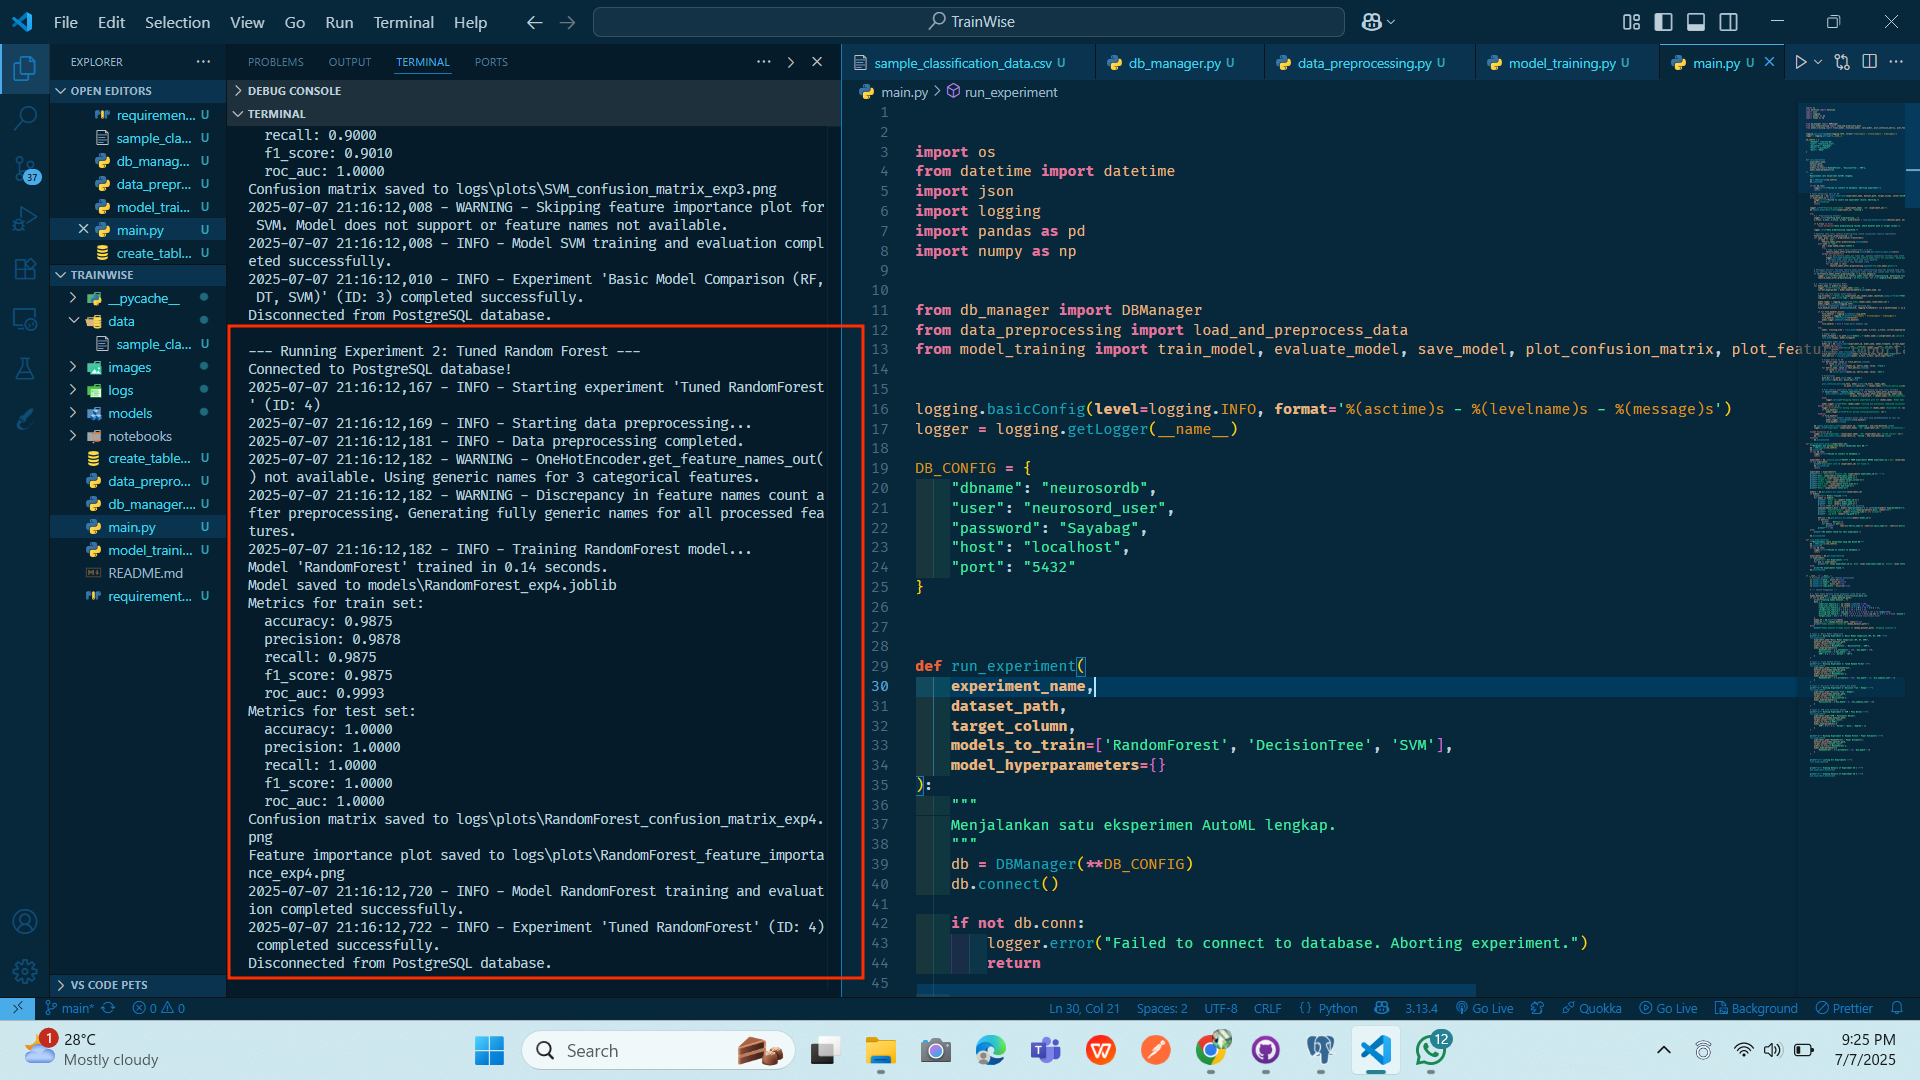 File Edit Selection View Go Run Terminal Help
TrainWise
EXPLORER
OPEN EDITORS
requiremen... U
sample_cla... U
db_manag... U
data_prepr... U
model_trai... U
main.py U
create_tabl... U
TRAINWISE
__pycache__
data
sample_cla... U
images
logs
models
notebooks
create_table... U
data_prepro... U
db_manager.... U
main.py U
model_traini... U
README.md
requirement... U
VS CODE PETS
37
PROBLEMS OUTPUT TERMINAL PORTS
DEBUG CONSOLE
TERMINAL
recall: 0.9000
f1_score: 0.9010
roc_auc: 1.0000
Confusion matrix saved to logs\plots\SVM_confusion_matrix_exp3.png
2025-07-07 21:16:12,008 - WARNING - Skipping feature importance plot for
SVM. Model does not support or feature names not available.
2025-07-07 21:16:12,008 - INFO - Model SVM training and evaluation compl
eted successfully.
2025-07-07 21:16:12,010 - INFO - Experiment 'Basic Model Comparison (RF,
DT, SVM)' (ID: 3) completed successfully.
Disconnected from PostgreSQL database.
--- Running Experiment 2: Tuned Random Forest ---
Connected to PostgreSQL database!
2025-07-07 21:16:12,167 - INFO - Starting experiment 'Tuned RandomForest
' (ID: 4)
2025-07-07 21:16:12,169 - INFO - Starting data preprocessing...
2025-07-07 21:16:12,181 - INFO - Data preprocessing completed.
2025-07-07 21:16:12,182 - WARNING - OneHotEncoder.get_feature_names_out(
) not available. Using generic names for 3 categorical features.
2025-07-07 21:16:12,182 - WARNING - Discrepancy in feature names count a
fter preprocessing. Generating fully generic names for all processed fea
tures.
2025-07-07 21:16:12,182 - INFO - Training RandomForest model...
Model 'RandomForest' trained in 0.14 seconds.
Model saved to models\RandomForest_exp4.joblib
Metrics for train set:
accuracy: 0.9875
precision: 0.9878
recall: 0.9875
f1_score: 0.9875
roc_auc: 0.9993
Metrics for test set:
accuracy: 1.0000
precision: 1.0000
recall: 1.0000
f1_score: 1.0000
roc_auc: 1.0000
Confusion matrix saved to logs\plots\RandomForest_confusion_matrix_exp4.
png
Feature importance plot saved to logs\plots\RandomForest_feature_importa
nce_exp4.png
2025-07-07 21:16:12,720 - INFO - Model RandomForest training and evaluat
ion completed successfully.
2025-07-07 21:16:12,722 - INFO - Experiment 'Tuned RandomForest' (ID: 4)
completed successfully.
Disconnected from PostgreSQL database.
sample_classification_data.csv U db_manager.py U data_preprocessing.py U model_training.py U main.py U
main.py > run_experiment
1
2
3 import os
4 from datetime import datetime
5 import json
6 import logging
7 import pandas as pd
8 import numpy as np
9
10
11 from db_manager import DBManager
12 from data_preprocessing import load_and_preprocess_data
13 from model_training import train_model, evaluate_model, save_model, plot_confusion_matrix, plot_feature_importa
14
15
16 logging.basicConfig(level=logging.INFO, format='%(asctime)s - %(levelname)s - %(message)s')
17 logger = logging.getLogger(__name__)
18
19 DB_CONFIG = {
20 "dbname": "neurosordb",
21 "user": "neurosord_user",
22 "password": "Sayabag",
23 "host": "localhost",
24 "port": "5432"
25 }
26
27
28
29 def run_experiment(
30 experiment_name,
31 dataset_path,
32 target_column,
33 models_to_train=['RandomForest', 'DecisionTree', 'SVM'],
34 model_hyperparameters={}
35 ):
36 """
37 Menjalankan satu eksperimen AutoML lengkap.
38 """
39 db = DBManager(**DB_CONFIG)
40 db.connect()
41
42 if not db.conn:
43 logger.error("Failed to connect to database. Aborting experiment.")
44 return
45
main* 0 0 Ln 30, Col 21 Spaces: 2 UTF-8 CRLF Python 3.13.4 Go Live Quokka Go Live Background Prettier
1 28°C
Mostly cloudy
Search
12
9:25 PM
7/7/2025